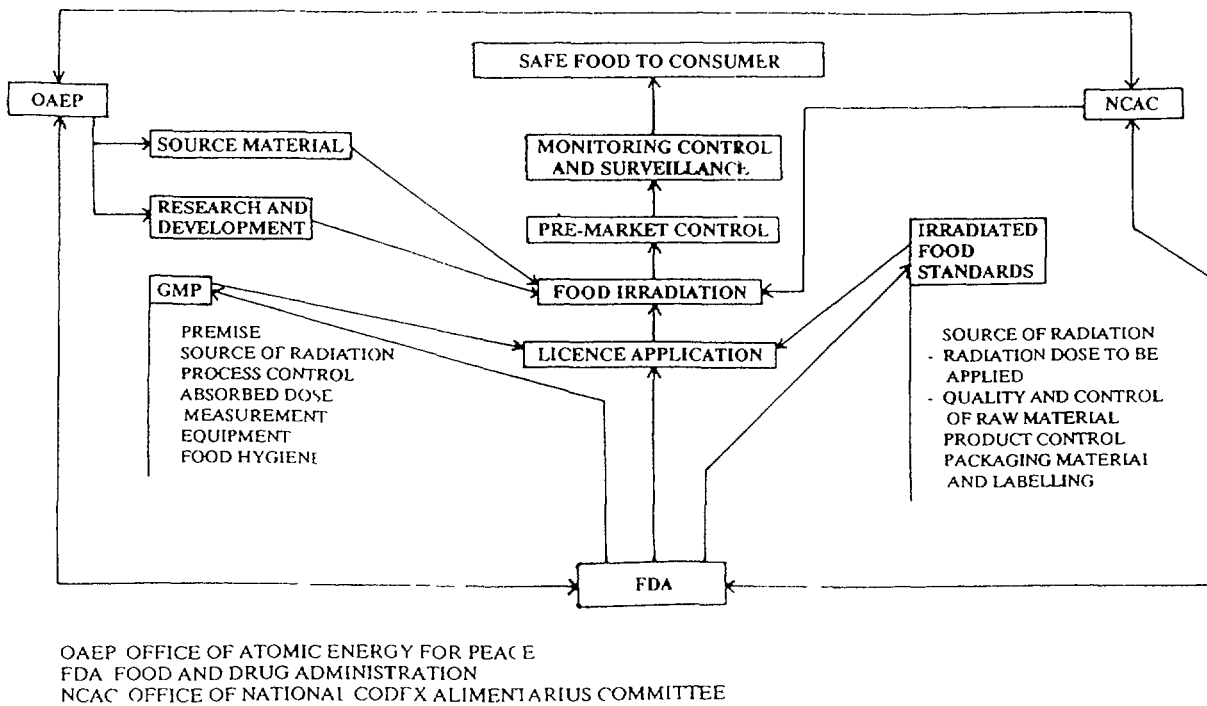 SAFE FOOD TO CONSUMER
OAEP
NCAC
SOURCE MATERIAL
MONITORING CONTROL
AND SURVEILLANCE
RESEARCH AND
DEVELOPMENT
PRE-MARKET CONTROL
IRRADIATED
FOOD
STANDARDS
GMP
FOOD IRRADIATION
PREMISE
SOURCE OF RADIATION
PROCESS CONTROL
ABSORBED DOSE
MEASUREMENT
EQUIPMENT
FOOD HYGIENE
LICENCE APPLICATION
SOURCE OF RADIATION
- RADIATION DOSE TO BE
APPLIED
- QUALITY AND CONTROL
OF RAW MATERIAL
PRODUCT CONTROL
PACKAGING MATERIAL
AND LABELLING
FDA
OAEP OFFICE OF ATOMIC ENERGY FOR PEACE
FDA FOOD AND DRUG ADMINISTRATION
NCAC OFFICE OF NATIONAL CODEX ALIMENTARIUS COMMITTEE